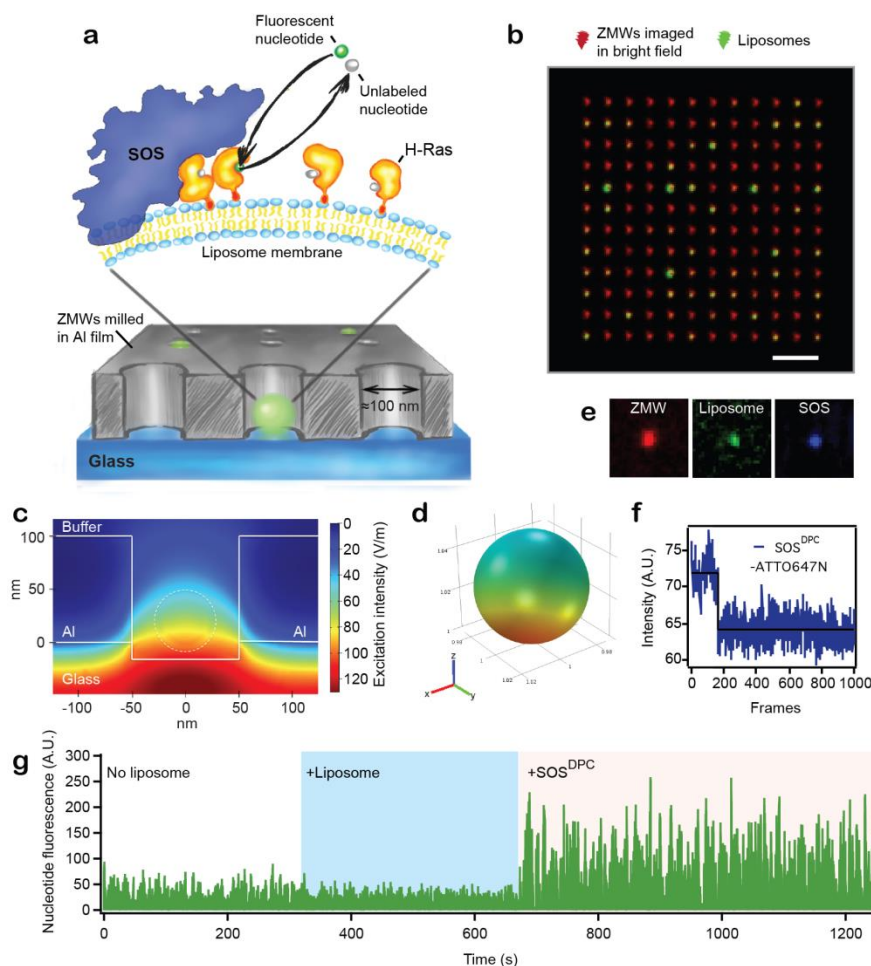 a
Fluorescent
nucleotide
Unlabeled
nucleotide
SOS
H-Ras
Liposome membrane
ZMWs milled
in Al film
≈100 nm
Glass
b
ZMWs imaged
in bright field
Liposomes
e
ZMW
Liposome
SOS
c
Buffer
100
50
0
nm
Al
Al
Glass
-100
-50
0
50
100
nm
0
20
40
60
80
100
120
Excitation intensity (V/m)
d
z
x
y
f
SOS^DPC
-ATTO647N
Intensity (A.U.)
75
70
65
60
0 200 400 600 800 1000
Frames
g
Nucleotide fluorescence (A.U.)
300
250
200
150
100
50
0
No liposome
+Liposome
+SOS^DPC
0 200 400 600 800 1000 1200
Time (s)